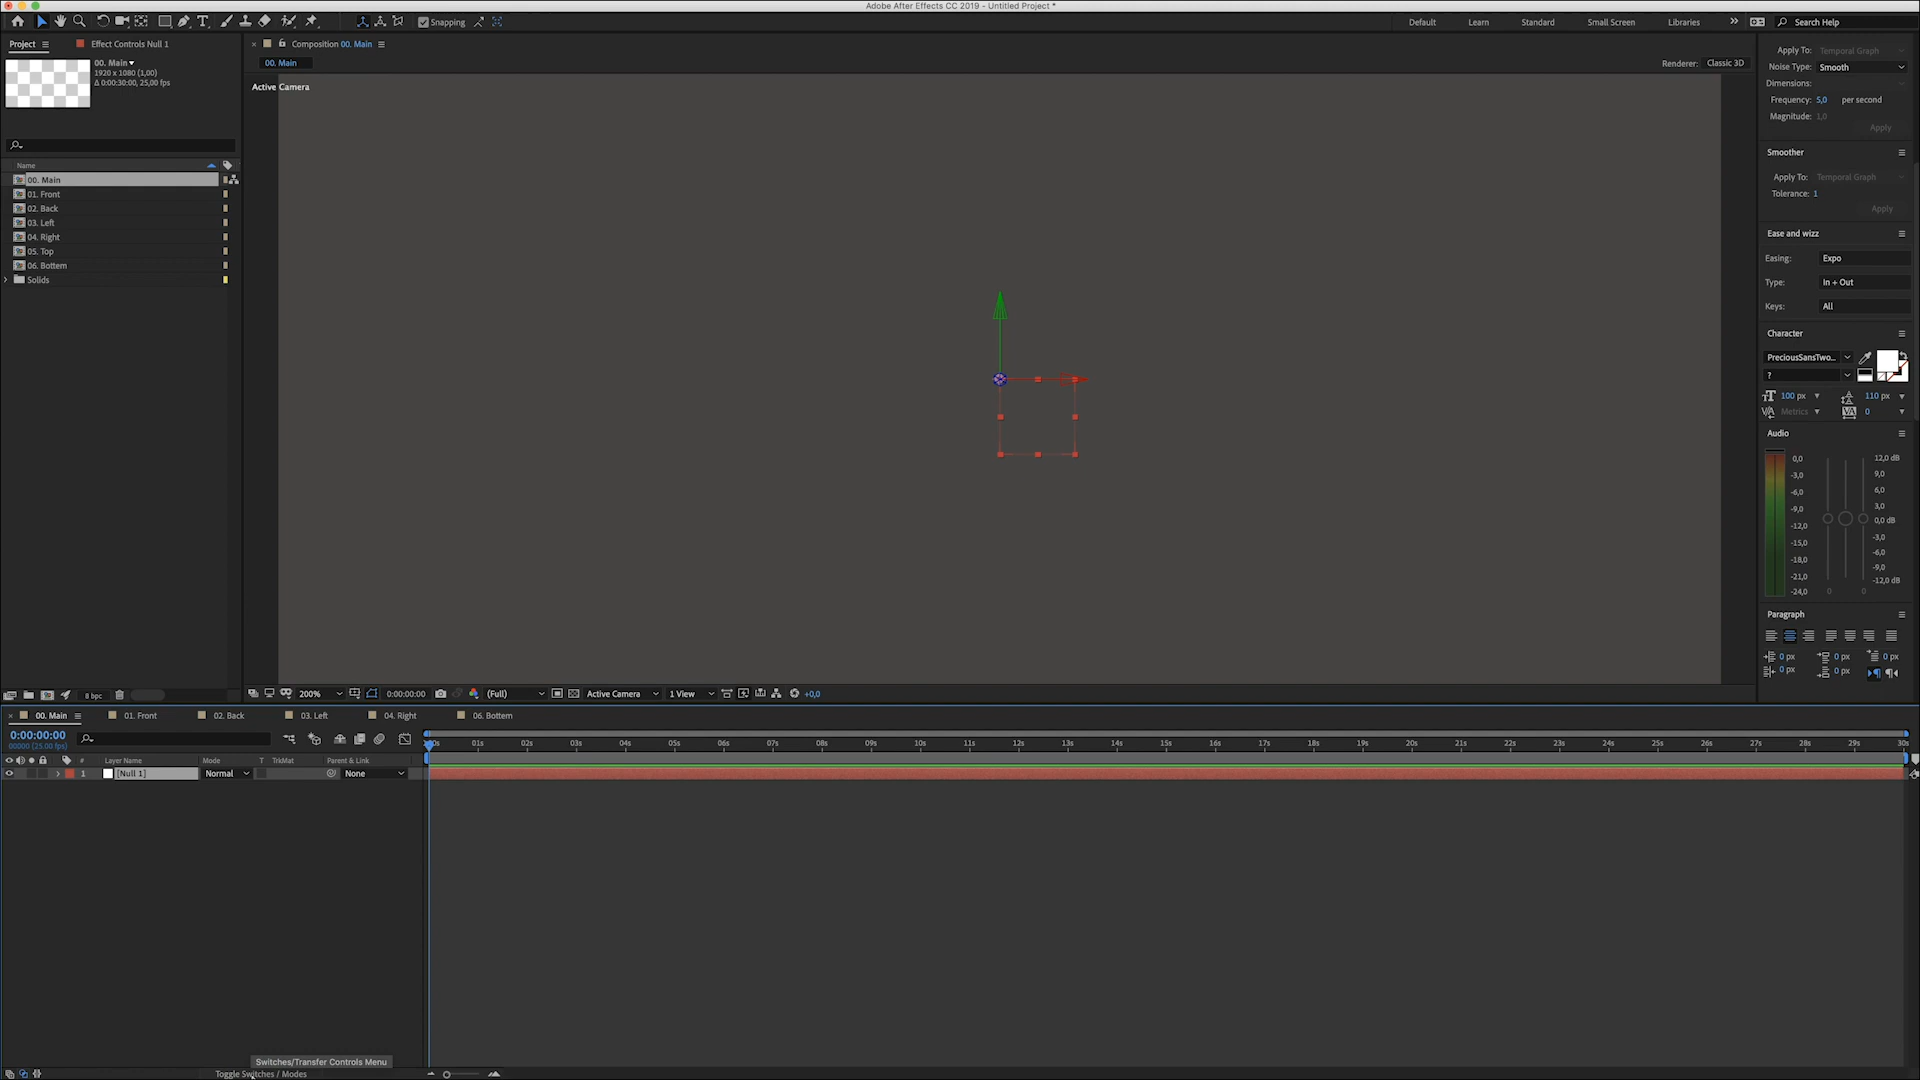 Adobe After Effects CC 2019 - Untitled Project *
Snapping
Default
Learn
Standard
Small Screen
Libraries
Search Help
Project
Effect Controls Null 1
Composition 00. Main
00. Main
1920 x 1080 (1,00)
Δ 0:00:30:00, 25,00 fps
00. Main
Renderer:
Classic 3D
Active Camera
Name
00. Main
01. Front
02. Back
03. Left
04. Right
05. Top
06. Bottem
Solids
8 bpc
200%
0:00:00:00
(Full)
Active Camera
1 View
+0,0
Apply To: Temporal Graph
Noise Type: Smooth
Dimensions:
Frequency: 5,0 per second
Magnitude: 1,0
Apply
Smoother
Apply To: Temporal Graph
Tolerance: 1
Apply
Ease and wizz
Easing: Expo
Type: In + Out
Keys: All
Character
PreciousSansTwo...
?
100 px
110 px
Metrics
0
Audio
0,0
-3,0
-6,0
-9,0
-12,0
-15,0
-18,0
-21,0
-24,0
12,0 dB
9,0
6,0
3,0
0,0 dB
-3,0
-6,0
-9,0
-12,0 dB
0
0
Paragraph
0 px
0 px
0 px
0 px
0 px
00. Main
01. Front
02. Back
03. Left
04. Right
06. Bottem
0:00:00:00
00000 (25.00 fps)
# Layer Name Mode T TrkMat Parent & Link
1 [Null 1] Normal None
01s 02s 03s 04s 05s 06s 07s 08s 09s 10s 11s 12s 13s 14s 15s 16s 17s 18s 19s 20s 21s 22s 23s 24s 25s 26s 27s 28s 29s 30s
Switches/Transfer Controls Menu
Toggle Switches / Modes